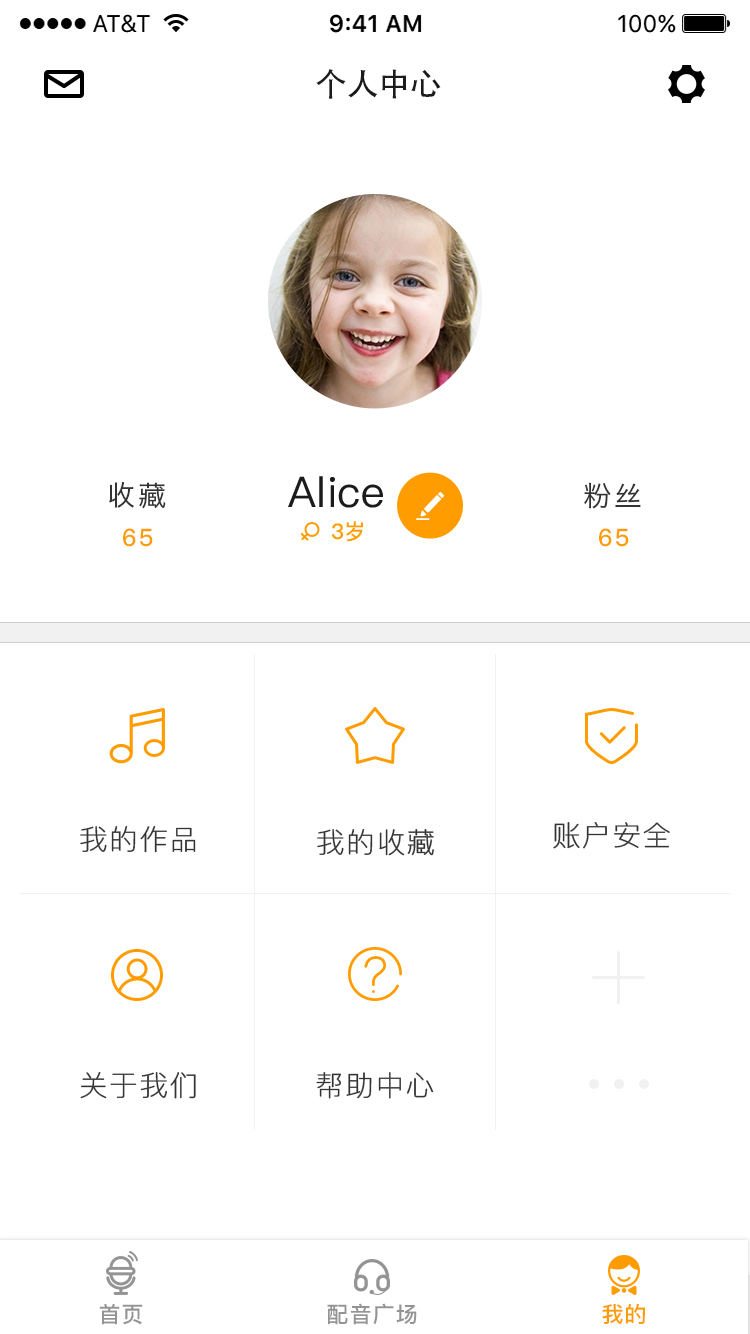 AT&T 9:41 AM 100%
个人中心
收藏 Alice 粉丝
65 3岁 65
我的作品 我的收藏 账户安全
关于我们 帮助中心
首页 配音广场 我的